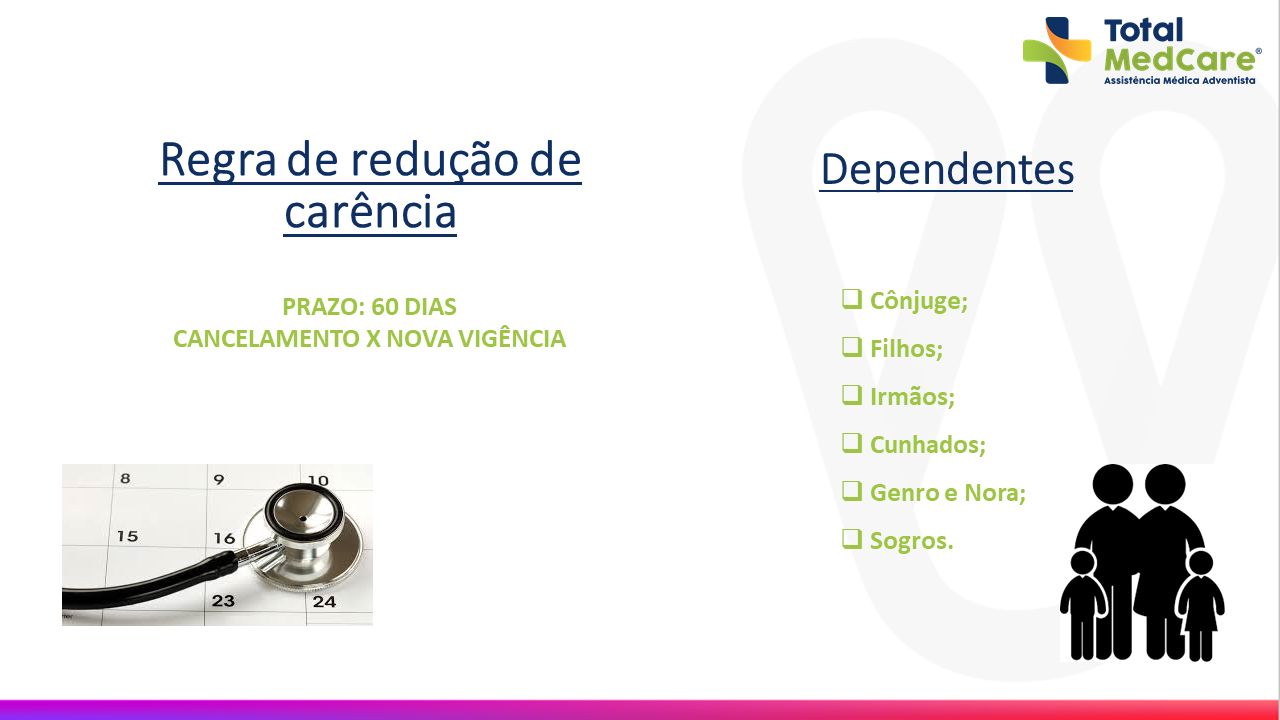 Total
MedCare®
Assistência Médica Adventista
Regra de redução de
carência
PRAZO: 60 DIAS
CANCELAMENTO X NOVA VIGÊNCIA
8 9 10
15 16
23 24
Dependentes
Cônjuge;
Filhos;
Irmãos;
Cunhados;
Genro e Nora;
Sogros.